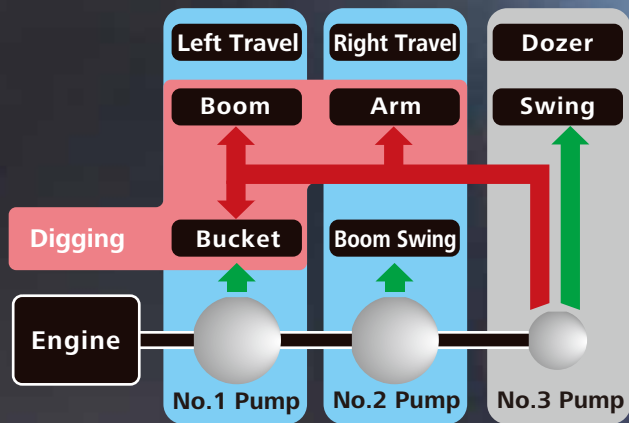 Left Travel
Right Travel
Dozer
Boom
Arm
Swing
Digging
Bucket
Boom Swing
Engine
No.1 Pump
No.2 Pump
No.3 Pump